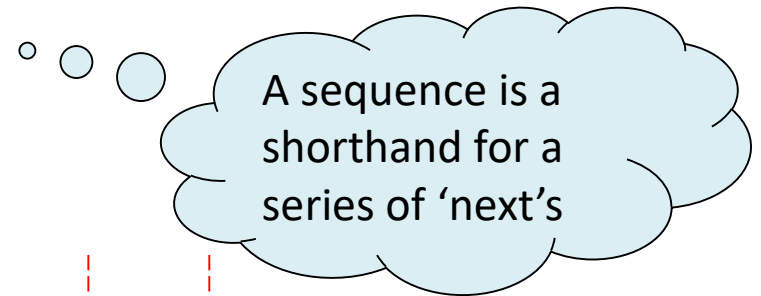 A sequence is a
shorthand for a
series of ‘next’s